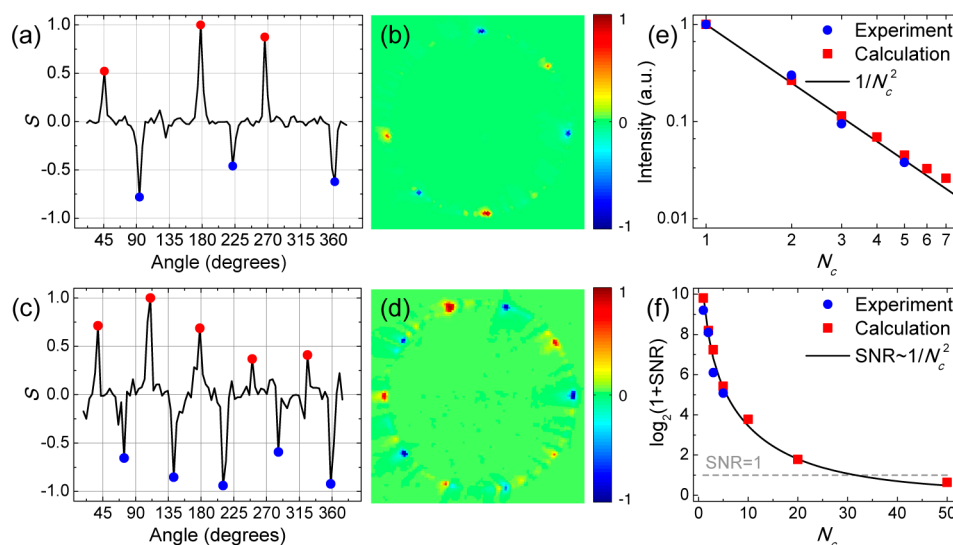 (a)
1.0
0.5
0.0
-0.5
-1.0
S
45 90 135 180 225 270 315 360
Angle (degrees)
(b)
1
0
-1
(c)
1.0
0.5
0.0
-0.5
-1.0
S
45 90 135 180 225 270 315 360
Angle (degrees)
(d)
1
0
-1
(e)
Experiment
Calculation
1/N_c^2
1
0.1
0.01
Intensity (a.u.)
1 2 3 4 5 6 7
N_c
(f)
Experiment
Calculation
SNR~1/N_c^2
SNR=1
10
8
6
4
2
0
log₂(1+SNR)
0 10 20 30 40 50
N_c